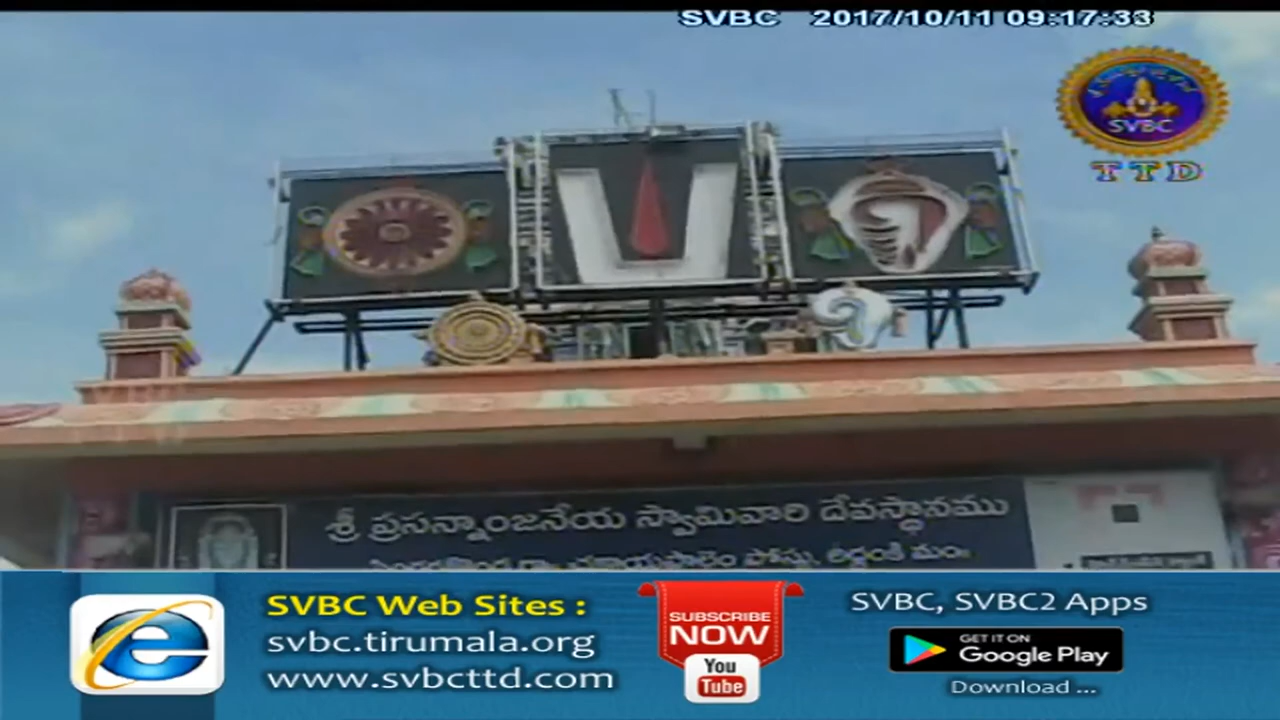 SVBC 2017/10/11 09:17:33
SVBC
TTD
శ్రీ ప్రసన్నాంజనేయ స్వామివారి దేవస్థానము
పోస్టు, అద్దంకి మం॥
SVBC Web Sites :
svbc.tirumala.org
www.svbcttd.com
SUBSCRIBE
NOW
You
Tube
SVBC, SVBC2 Apps
GET IT ON
Google Play
Download ...